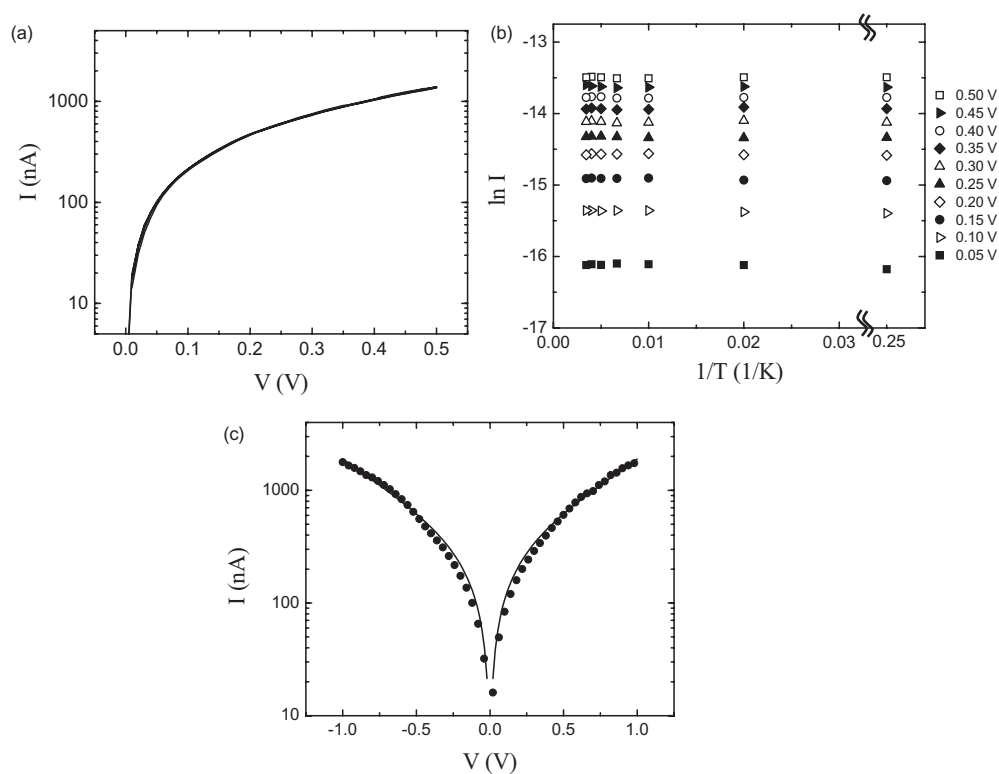 (a)
1000
100
10
I (nA)
0.0 0.1 0.2 0.3 0.4 0.5
V (V)
(b)
-13
-14
-15
-16
-17
ln I
0.00 0.01 0.02 0.03 0.25
1/T (1/K)
0.50 V
0.45 V
0.40 V
0.35 V
0.30 V
0.25 V
0.20 V
0.15 V
0.10 V
0.05 V
(c)
1000
100
10
I (nA)
-1.0 -0.5 0.0 0.5 1.0
V (V)